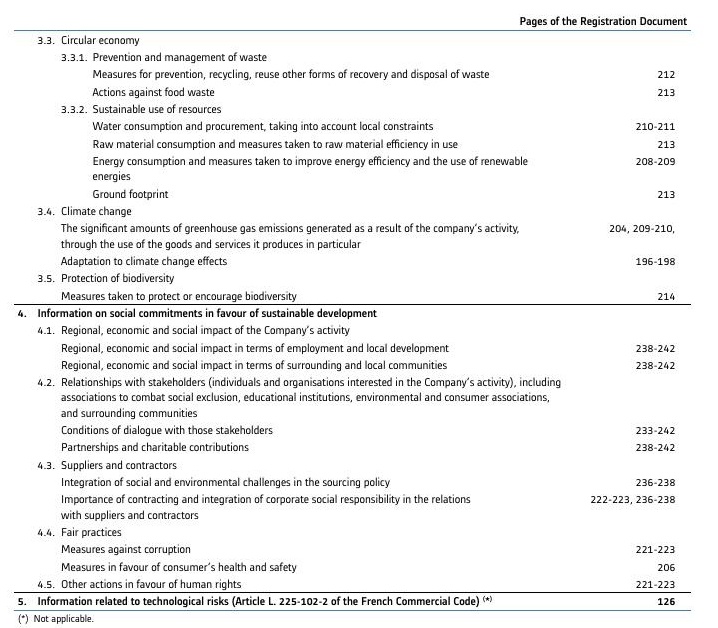 Pages of the Registration Document
3.3. Circular economy
3.3.1. Prevention and management of waste
Measures for prevention, recycling, reuse other forms of recovery and disposal of waste 212
Actions against food waste 213
3.3.2. Sustainable use of resources
Water consumption and procurement, taking into account local constraints 210-211
Raw material consumption and measures taken to raw material efficiency in use 213
Energy consumption and measures taken to improve energy efficiency and the use of renewable 208-209
energies
Ground footprint 213
3.4. Climate change
The significant amounts of greenhouse gas emissions generated as a result of the company's activity, 204, 209-210,
through the use of the goods and services it produces in particular
Adaptation to climate change effects 196-198
3.5. Protection of biodiversity
Measures taken to protect or encourage biodiversity 214
4. Information on social commitments in favour of sustainable development
4.1. Regional, economic and social impact of the Company's activity
Regional, economic and social impact in terms of employment and local development 238-242
Regional, economic and social impact in terms of surrounding and local communities 238-242
4.2. Relationships with stakeholders (individuals and organisations interested in the Company's activity), including
associations to combat social exclusion, educational institutions, environmental and consumer associations,
and surrounding communities
Conditions of dialogue with those stakeholders 233-242
Partnerships and charitable contributions 238-242
4.3. Suppliers and contractors
Integration of social and environmental challenges in the sourcing policy 236-238
Importance of contracting and integration of corporate social responsibility in the relations 222-223, 236-238
with suppliers and contractors
4.4. Fair practices
Measures against corruption 221-223
Measures in favour of consumer's health and safety 206
4.5. Other actions in favour of human rights 221-223
5. Information related to technological risks (Article L. 225-102-2 of the French Commercial Code) (*) 126
(*) Not applicable.